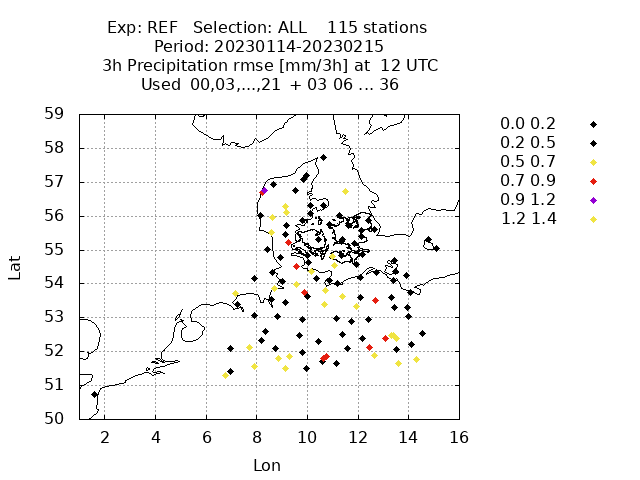 Exp: REF   Selection: ALL    115 stations
Period: 20230114-20230215
3h Precipitation rmse [mm/3h] at  12 UTC
Used  00,03,...,21  + 03 06 ... 36
59
58
57
56
55
54
53
52
51
50
Lat
2 4 6 8 10 12 14 16
Lon
0.0 0.2
0.2 0.5
0.5 0.7
0.7 0.9
0.9 1.2
1.2 1.4